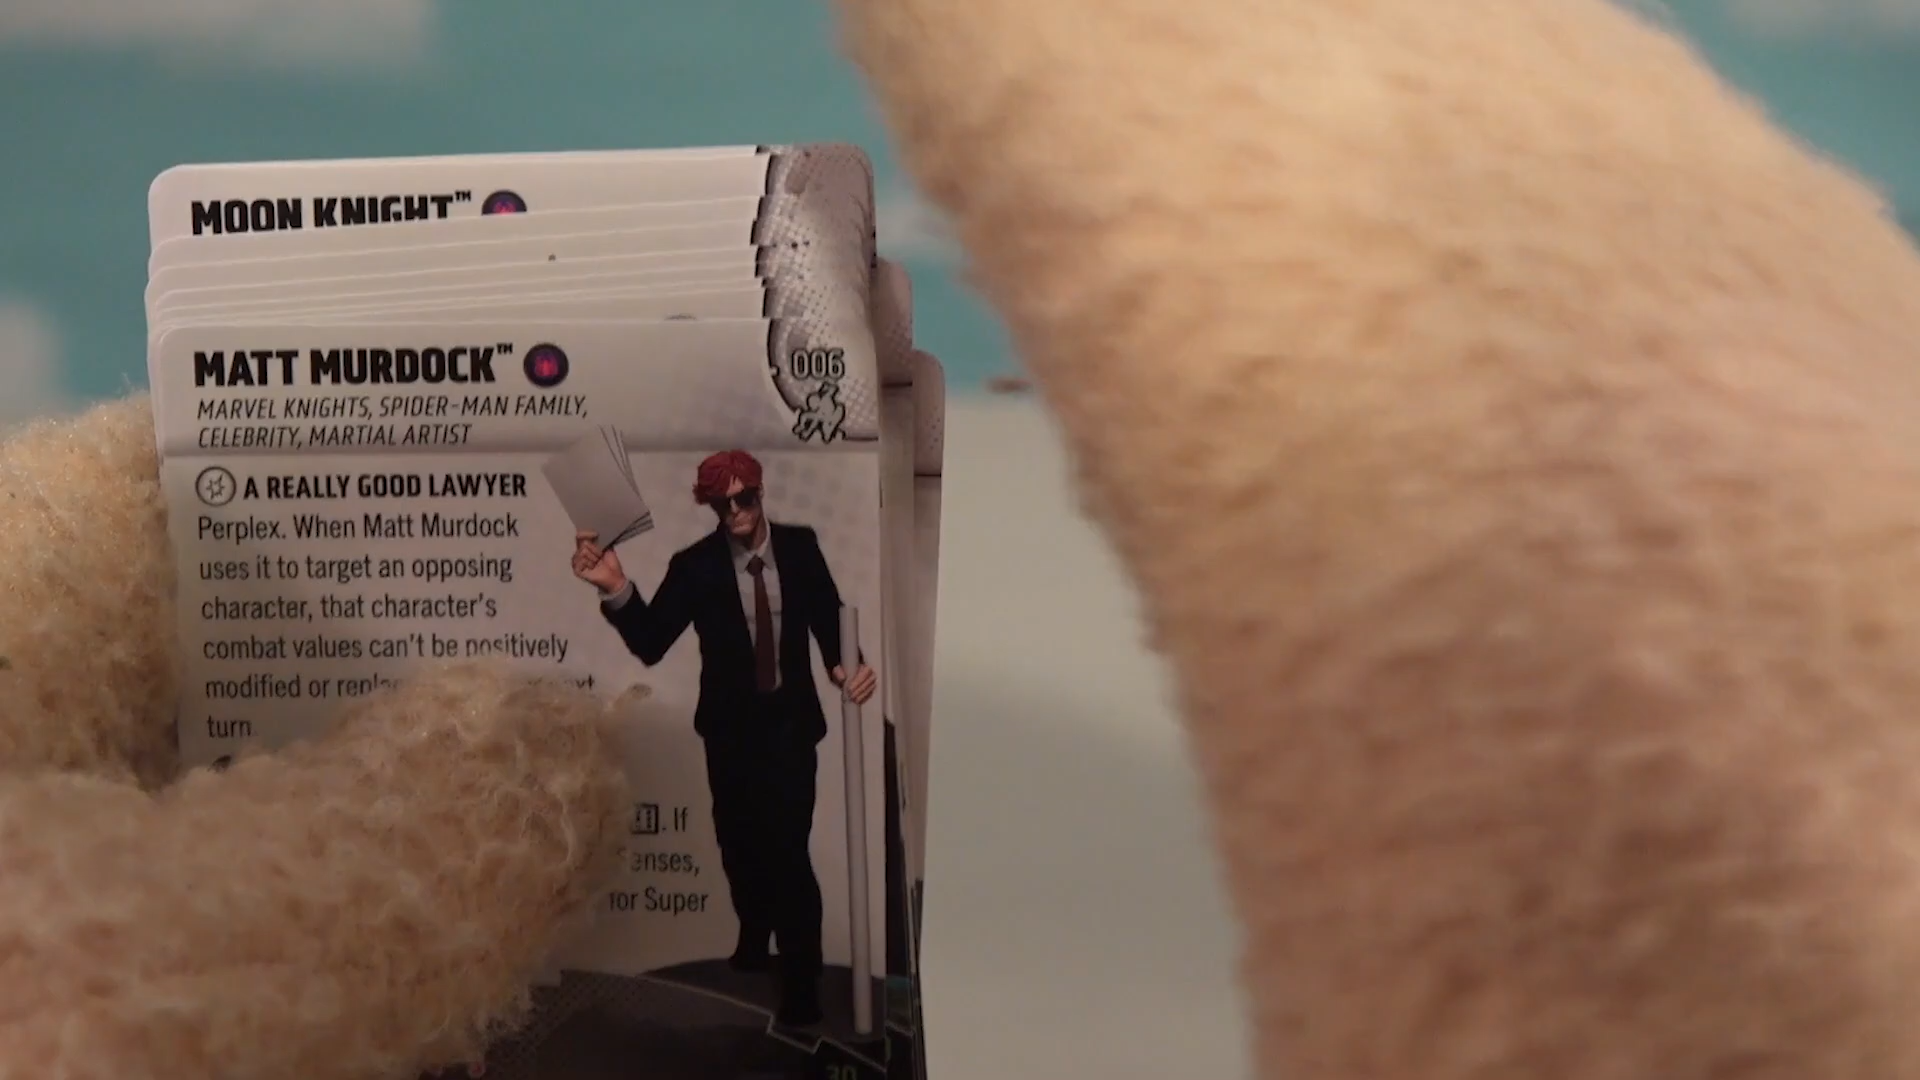 MOON KNIGHT™
MATT MURDOCK™
006
MARVEL KNIGHTS, SPIDER-MAN FAMILY,
CELEBRITY, MARTIAL ARTIST
A REALLY GOOD LAWYER
Perplex. When Matt Murdock
uses it to target an opposing
character, that character's
combat values can't be positively
modified or
turn
. If
Super
30